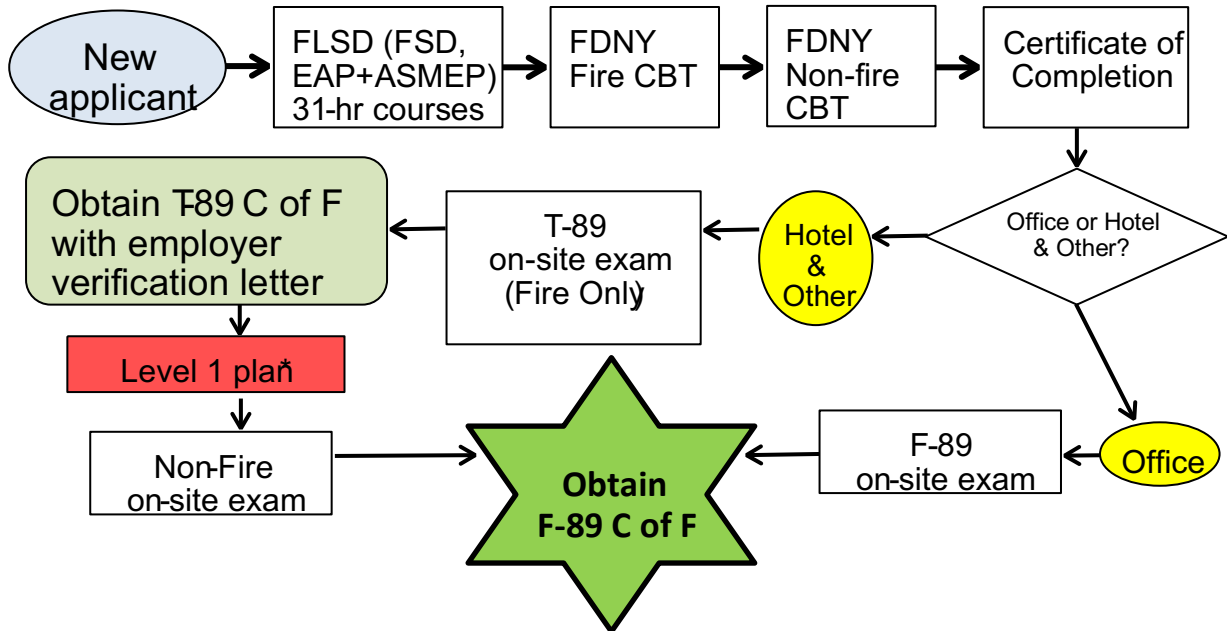 New
applicant
FLSD (FSD,
EAP+ASMEP)
31-hr courses
FDNY
Fire CBT
FDNY
Non-fire
CBT
Certificate of
Completion
Office or Hotel
& Other?
Hotel
&
Other
T-89
on-site exam
(Fire Only)
Obtain T-89 C of F
with employer
verification letter
Level 1 plan*
Non-Fire
on-site exam
Office
F-89
on-site exam
Obtain
F-89 C of F